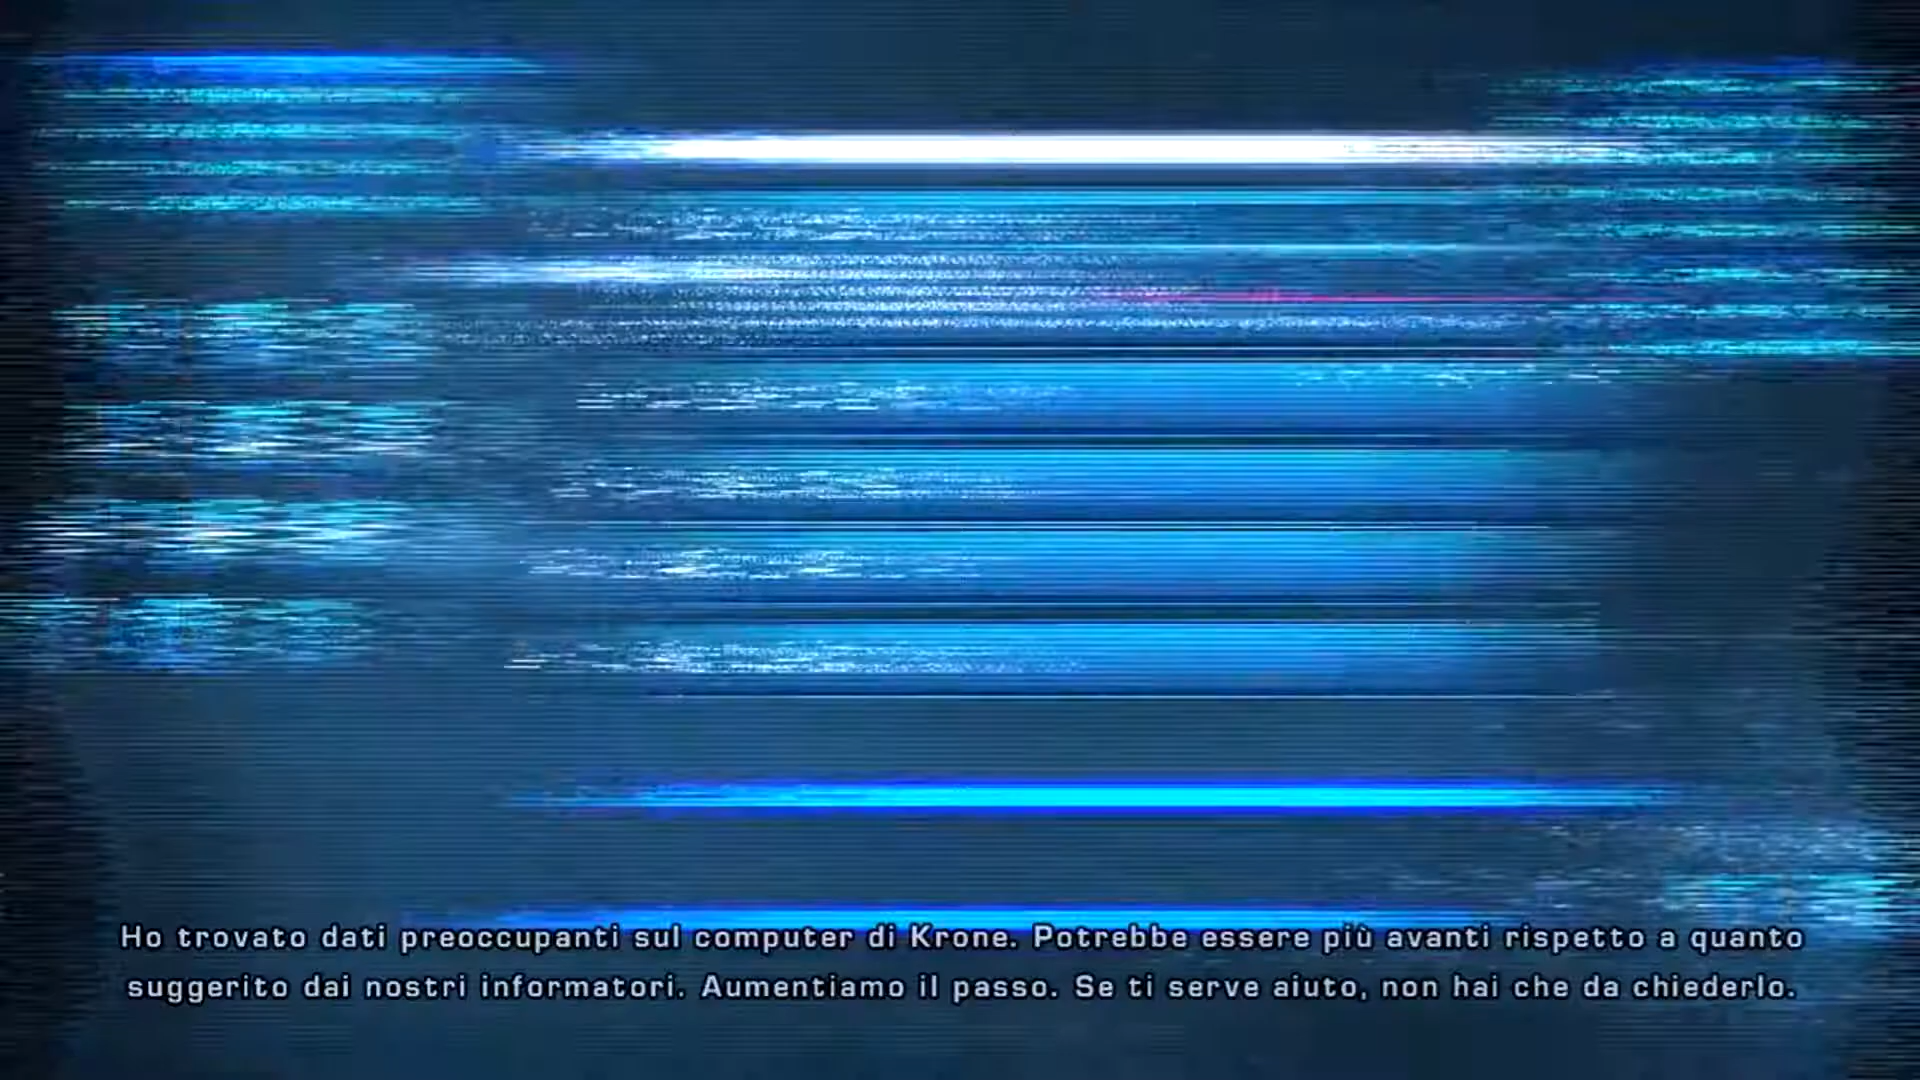 Ho trovato dati preoccupanti sul computer di Krone. Potrebbe essere più avanti rispetto a quanto
suggerito dai nostri informatori. Aumentiamo il passo. Se ti serve aiuto, non hai che da chiederlo.